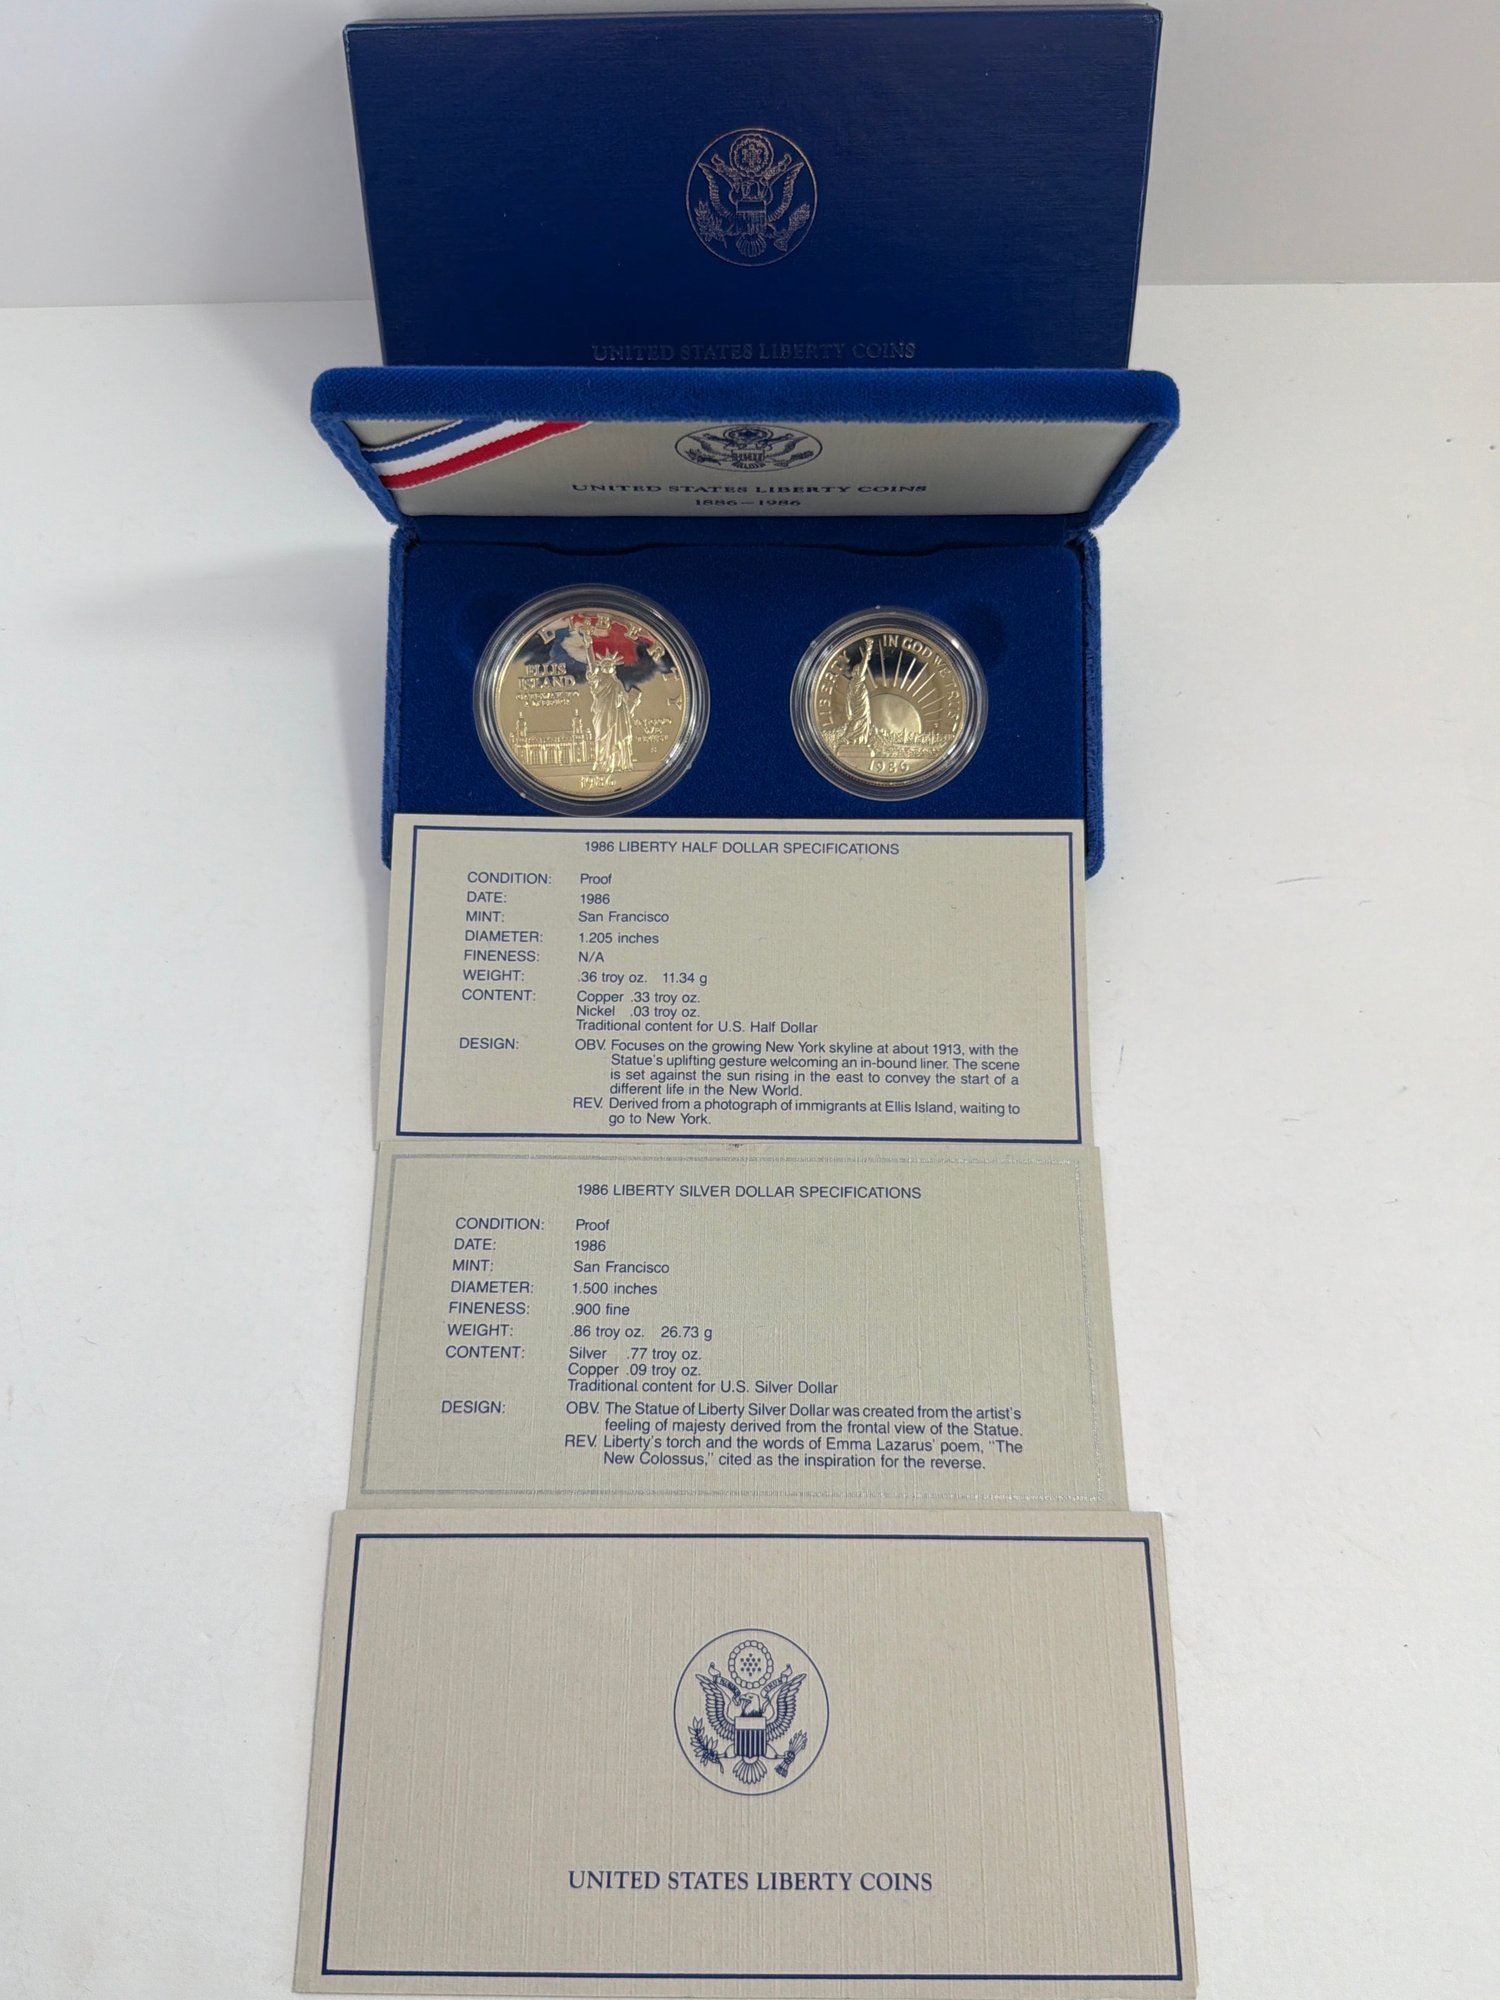 UNITED STATES LIBERTY COINS
UNITED STATES LIBERTY COINS
1886–1986
LIBERTY
ELLIS
ISLAND
GATEWAY TO
AMERICA
IN GOD
WE
TRUST
S
1986
LIBERTY
IN GOD WE TRUST
1986
1986 LIBERTY HALF DOLLAR SPECIFICATIONS
CONDITION: Proof
DATE: 1986
MINT: San Francisco
DIAMETER: 1.205 inches
FINENESS: N/A
WEIGHT: .36 troy oz. 11.34 g
CONTENT: Copper .33 troy oz.
Nickel .03 troy oz.
Traditional content for U.S. Half Dollar
DESIGN: OBV. Focuses on the growing New York skyline at about 1913, with the
Statue's uplifting gesture welcoming an in-bound liner. The scene
is set against the sun rising in the east to convey the start of a
different life in the New World.
REV. Derived from a photograph of immigrants at Ellis Island, waiting to
go to New York.
1986 LIBERTY SILVER DOLLAR SPECIFICATIONS
CONDITION: Proof
DATE: 1986
MINT: San Francisco
DIAMETER: 1.500 inches
FINENESS: .900 fine
WEIGHT: .86 troy oz. 26.73 g
CONTENT: Silver .77 troy oz.
Copper .09 troy oz.
Traditional content for U.S. Silver Dollar
DESIGN: OBV. The Statue of Liberty Silver Dollar was created from the artist's
feeling of majesty derived from the frontal view of the Statue.
REV. Liberty's torch and the words of Emma Lazarus' poem, "The
New Colossus," cited as the inspiration for the reverse.
UNITED STATES LIBERTY COINS